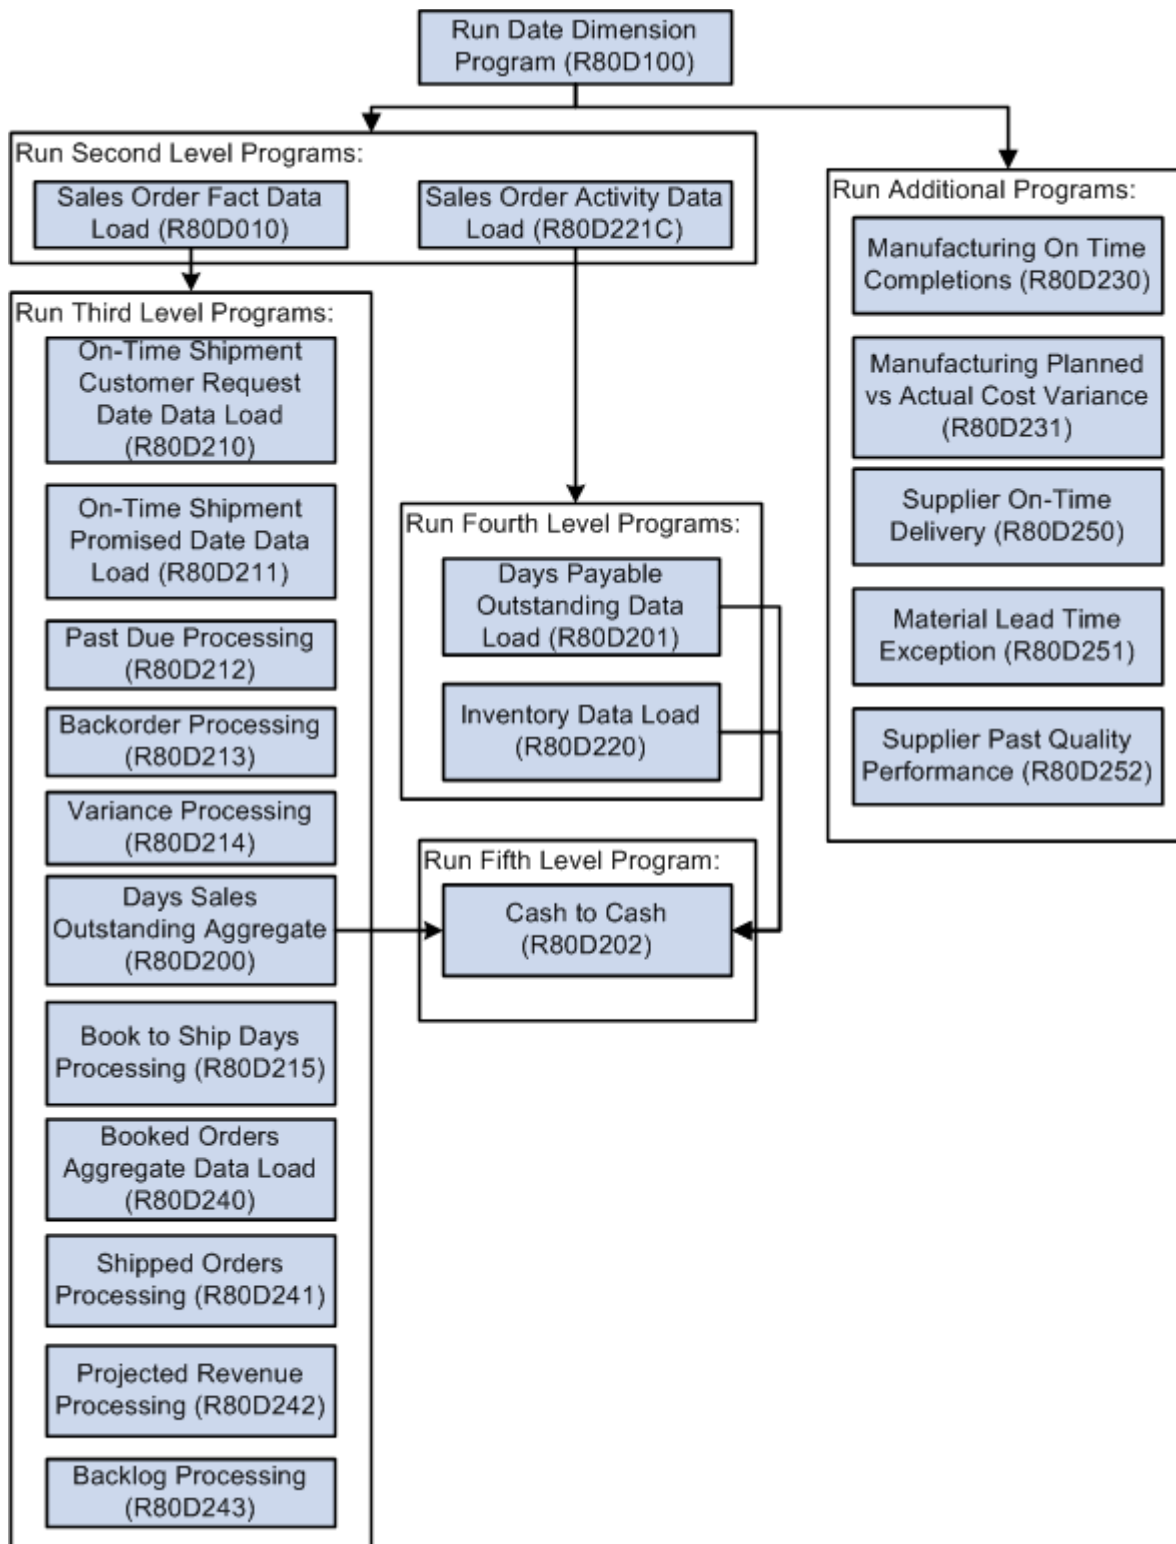 Run Date Dimension
Program (R80D100)
Run Second Level Programs:
Sales Order Fact Data
Load (R80D010)
Sales Order Activity Data
Load (R80D221C)
Run Third Level Programs:
On-Time Shipment
Customer Request
Date Data Load
(R80D210)
On-Time Shipment
Promised Date Data
Load (R80D211)
Past Due Processing
(R80D212)
Backorder Processing
(R80D213)
Variance Processing
(R80D214)
Days Sales
Outstanding Aggregate
(R80D200)
Book to Ship Days
Processing (R80D215)
Booked Orders
Aggregate Data Load
(R80D240)
Shipped Orders
Processing (R80D241)
Projected Revenue
Processing (R80D242)
Backlog Processing
(R80D243)
Run Fourth Level Programs:
Days Payable
Outstanding Data
Load (R80D201)
Inventory Data Load
(R80D220)
Run Fifth Level Program:
Cash to Cash
(R80D202)
Run Additional Programs:
Manufacturing On Time
Completions (R80D230)
Manufacturing Planned
vs Actual Cost Variance
(R80D231)
Supplier On-Time
Delivery (R80D250)
Material Lead Time
Exception (R80D251)
Supplier Past Quality
Performance (R80D252)